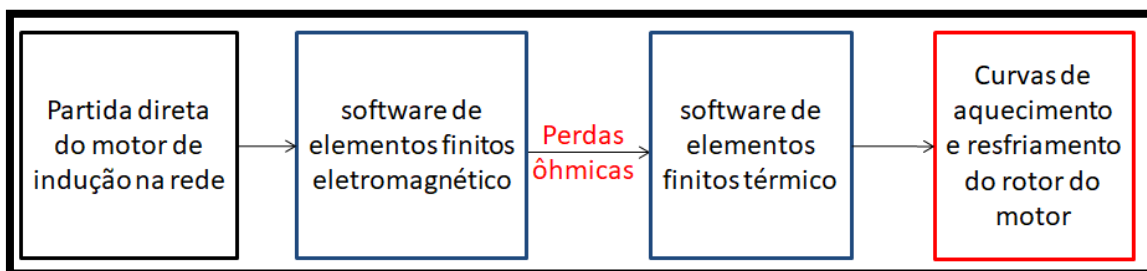 Partida direta
do motor de
indução na rede
software de
elementos finitos
eletromagnético
Perdas
ôhmicas
software de
elementos
finitos térmico
Curvas de
aquecimento
e resfriamento
do rotor do
motor